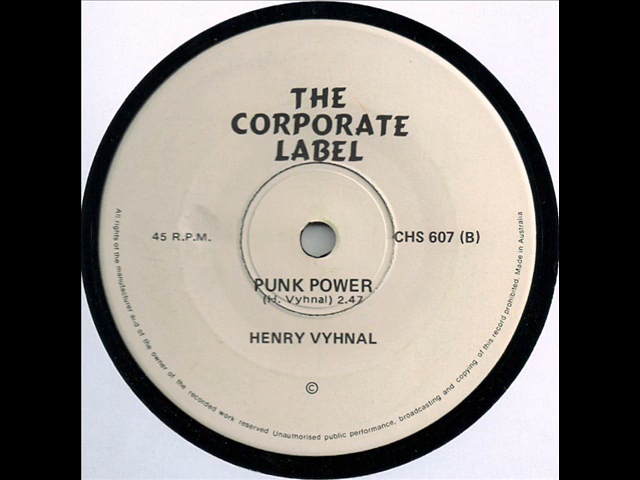 THE
CORPORATE
LABEL
45 R.P.M.
CHS 607 (B)
PUNK POWER
(H. Vyhnal) 2.47
HENRY VYHNAL
©
All rights of the manufacturer and of the owner of the recorded work reserved Unauthorised public performance, broadcasting and copying of this record prohibited. Made in Australia